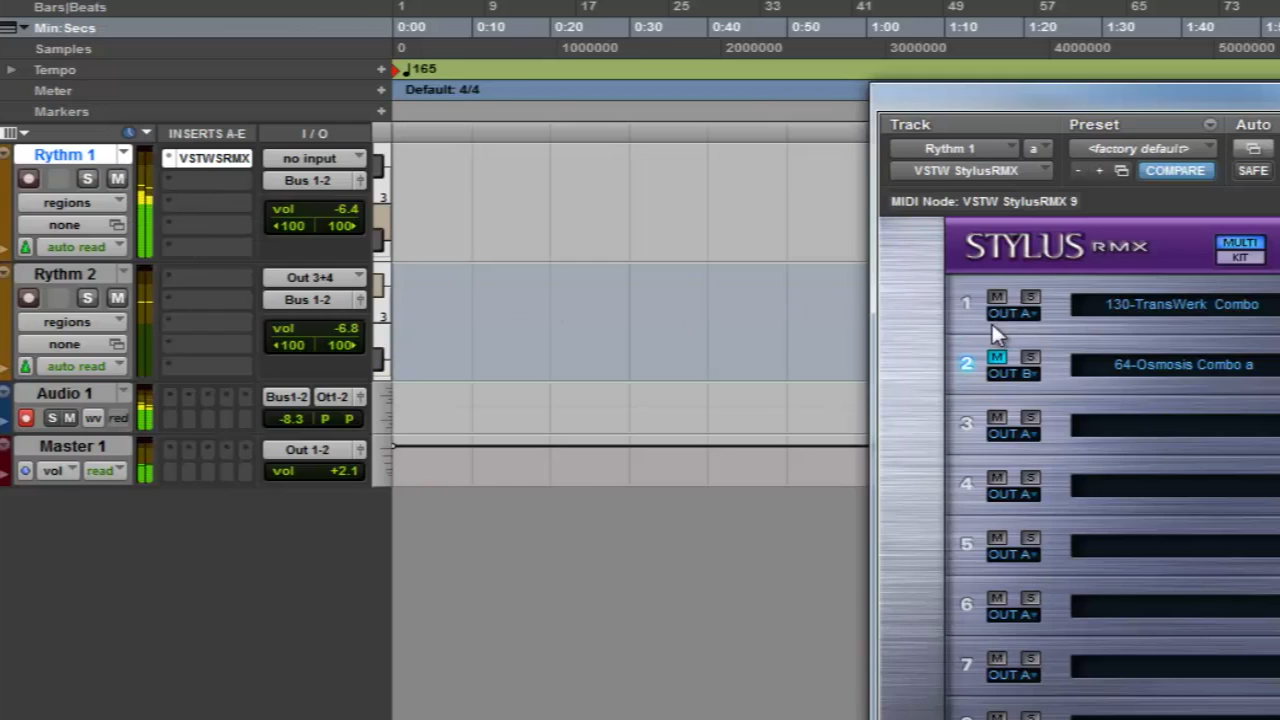 Bars|Beats 1 9 17 25 33 41 49 57 65 73
Min:Secs 0:00 0:10 0:20 0:30 0:40 0:50 1:00 1:10 1:20 1:30 1:40
Samples 0 1000000 2000000 3000000 4000000 5000000
Tempo + 165
Meter + Default: 4/4
Markers +
INSERTS A-E I / O
Rythm 1 VSTWSRMX no input
S M Bus 1-2
regions vol -6.4
none 100 100
auto read
3
Rythm 2 Out 3+4
S M Bus 1-2
regions vol -6.8
none 100 100
auto read
3
Audio 1 Bus1-2 Ot1-2
S M wv red -8.3 P P
Master 1 Out 1-2
vol read vol +2.1
Track Preset Auto
Rythm 1 a <factory default>
VSTW StylusRMX - + COMPARE SAFE
MIDI Node: VSTW StylusRMX 9
STYLUS RMX MULTI
KIT
1 M S 130-TransWerk Combo
OUT A
2 M S 64-Osmosis Combo a
OUT B
3 M S
OUT A
4 M S
OUT A
5 M S
OUT A
6 M S
OUT A
7 M S
OUT A